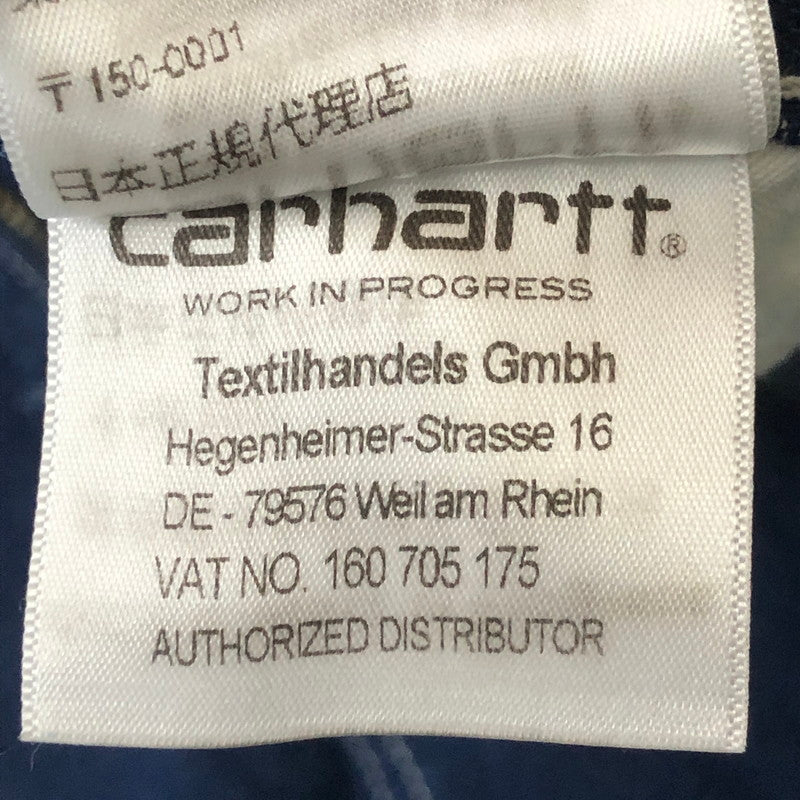 〒150-0001
日本正規代理店
carhartt®
WORK IN PROGRESS
Textilhandels Gmbh
Hegenheimer-Strasse 16
DE - 79576 Weil am Rhein
VAT NO. 160 705 175
AUTHORIZED DISTRIBUTOR